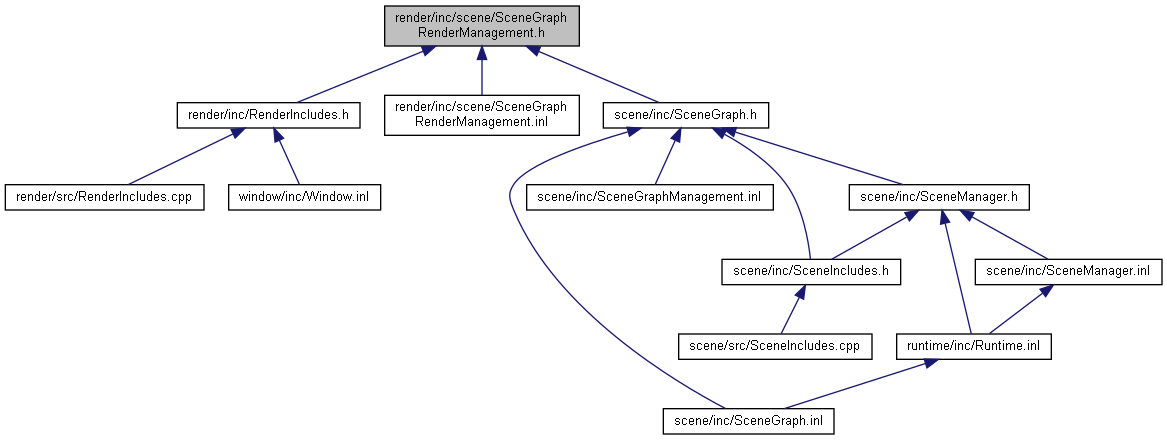 render/inc/scene/SceneGraph
RenderManagement.h
render/inc/RenderIncludes.h
render/inc/scene/SceneGraph
RenderManagement.inl
scene/inc/SceneGraph.h
render/src/RenderIncludes.cpp
window/inc/Window.inl
scene/inc/SceneGraphManagement.inl
scene/inc/SceneManager.h
scene/inc/SceneIncludes.h
scene/inc/SceneManager.inl
scene/src/SceneIncludes.cpp
runtime/inc/Runtime.inl
scene/inc/SceneGraph.inl